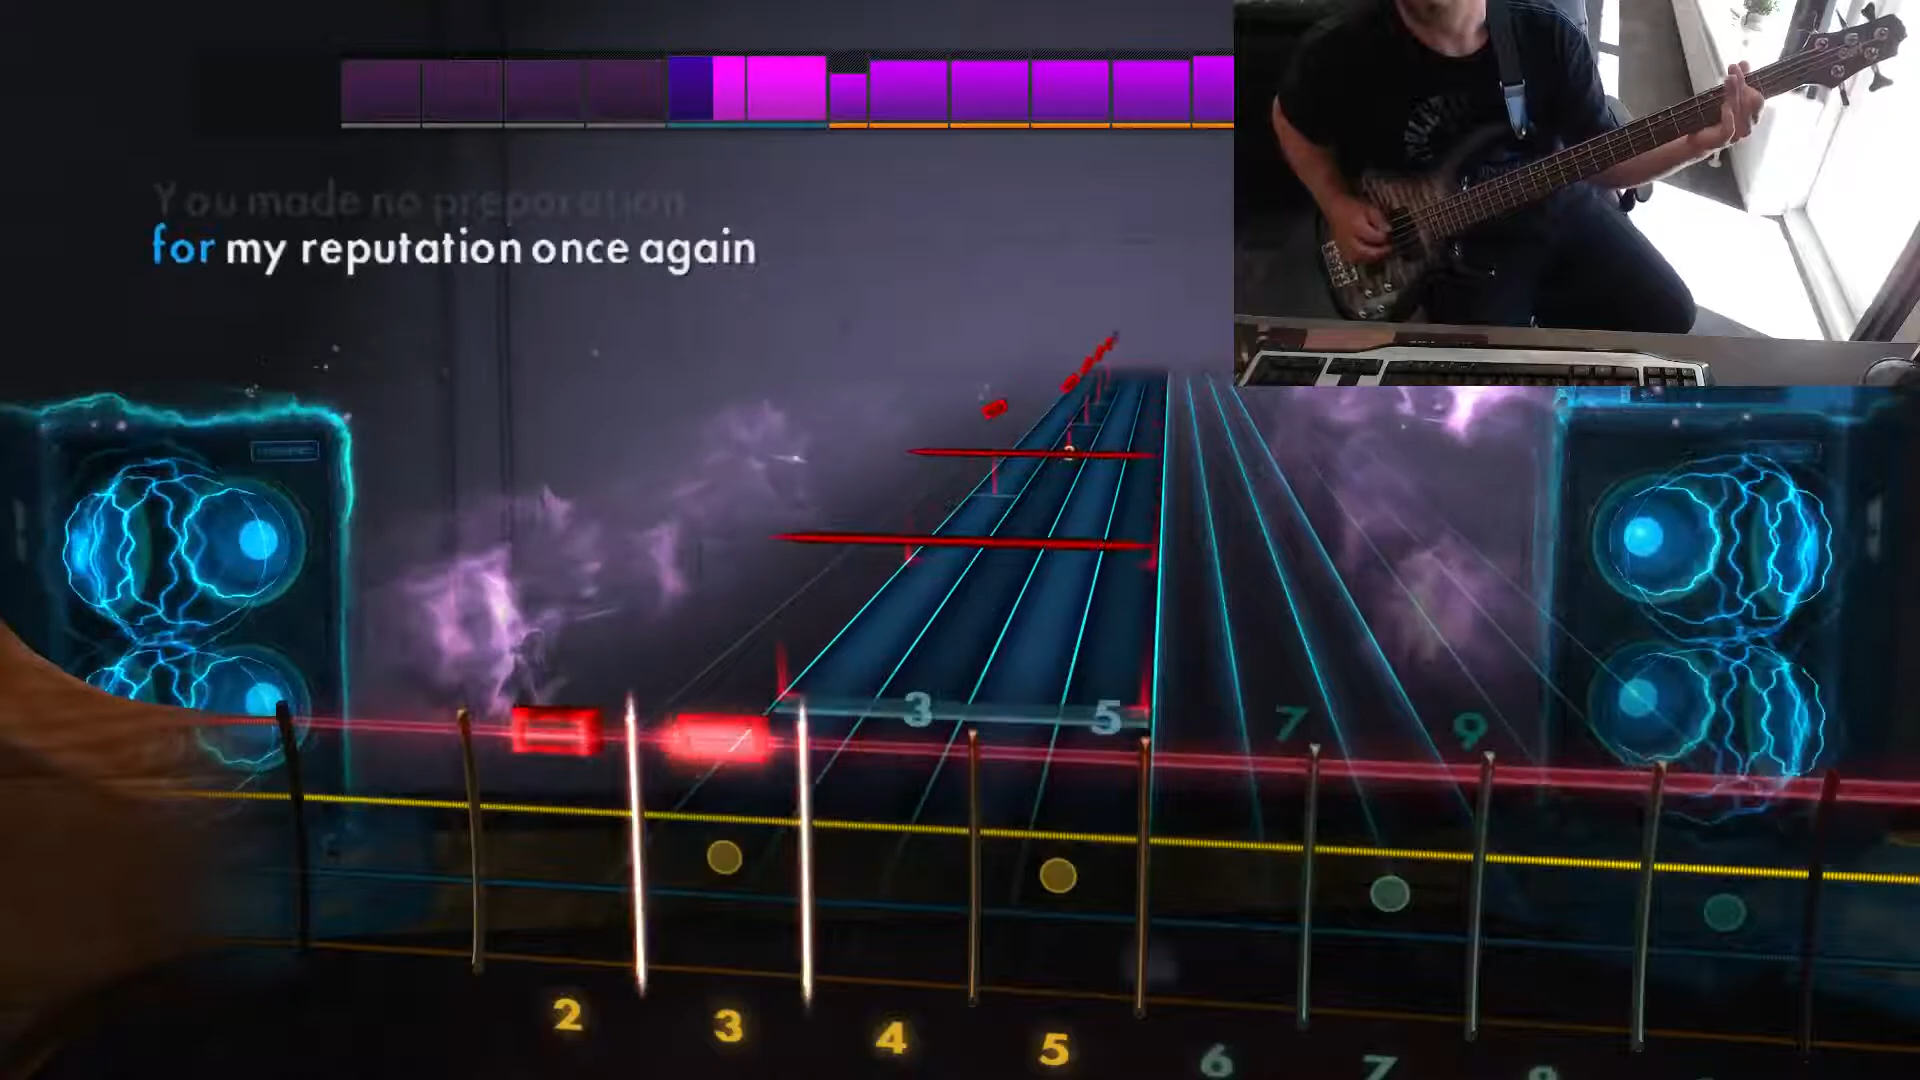 You made no preparation
for my reputation once again
3 5 7 9
2 3 4 5 6 7